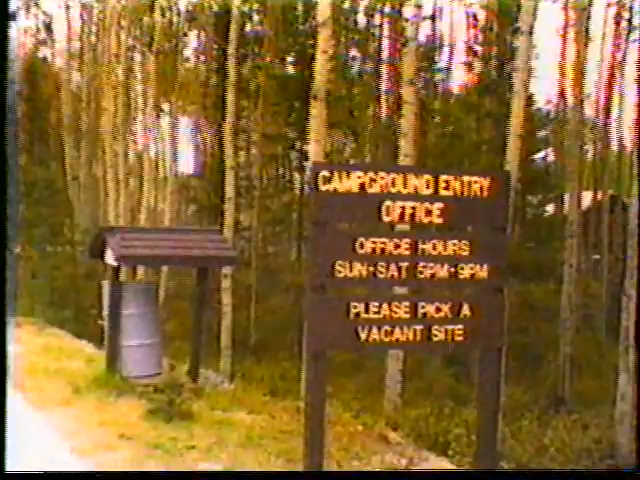 CAMPGROUND ENTRY
OFFICE
OFFICE HOURS
SUN-SAT 5PM-9PM
PLEASE PICK A
VACANT SITE